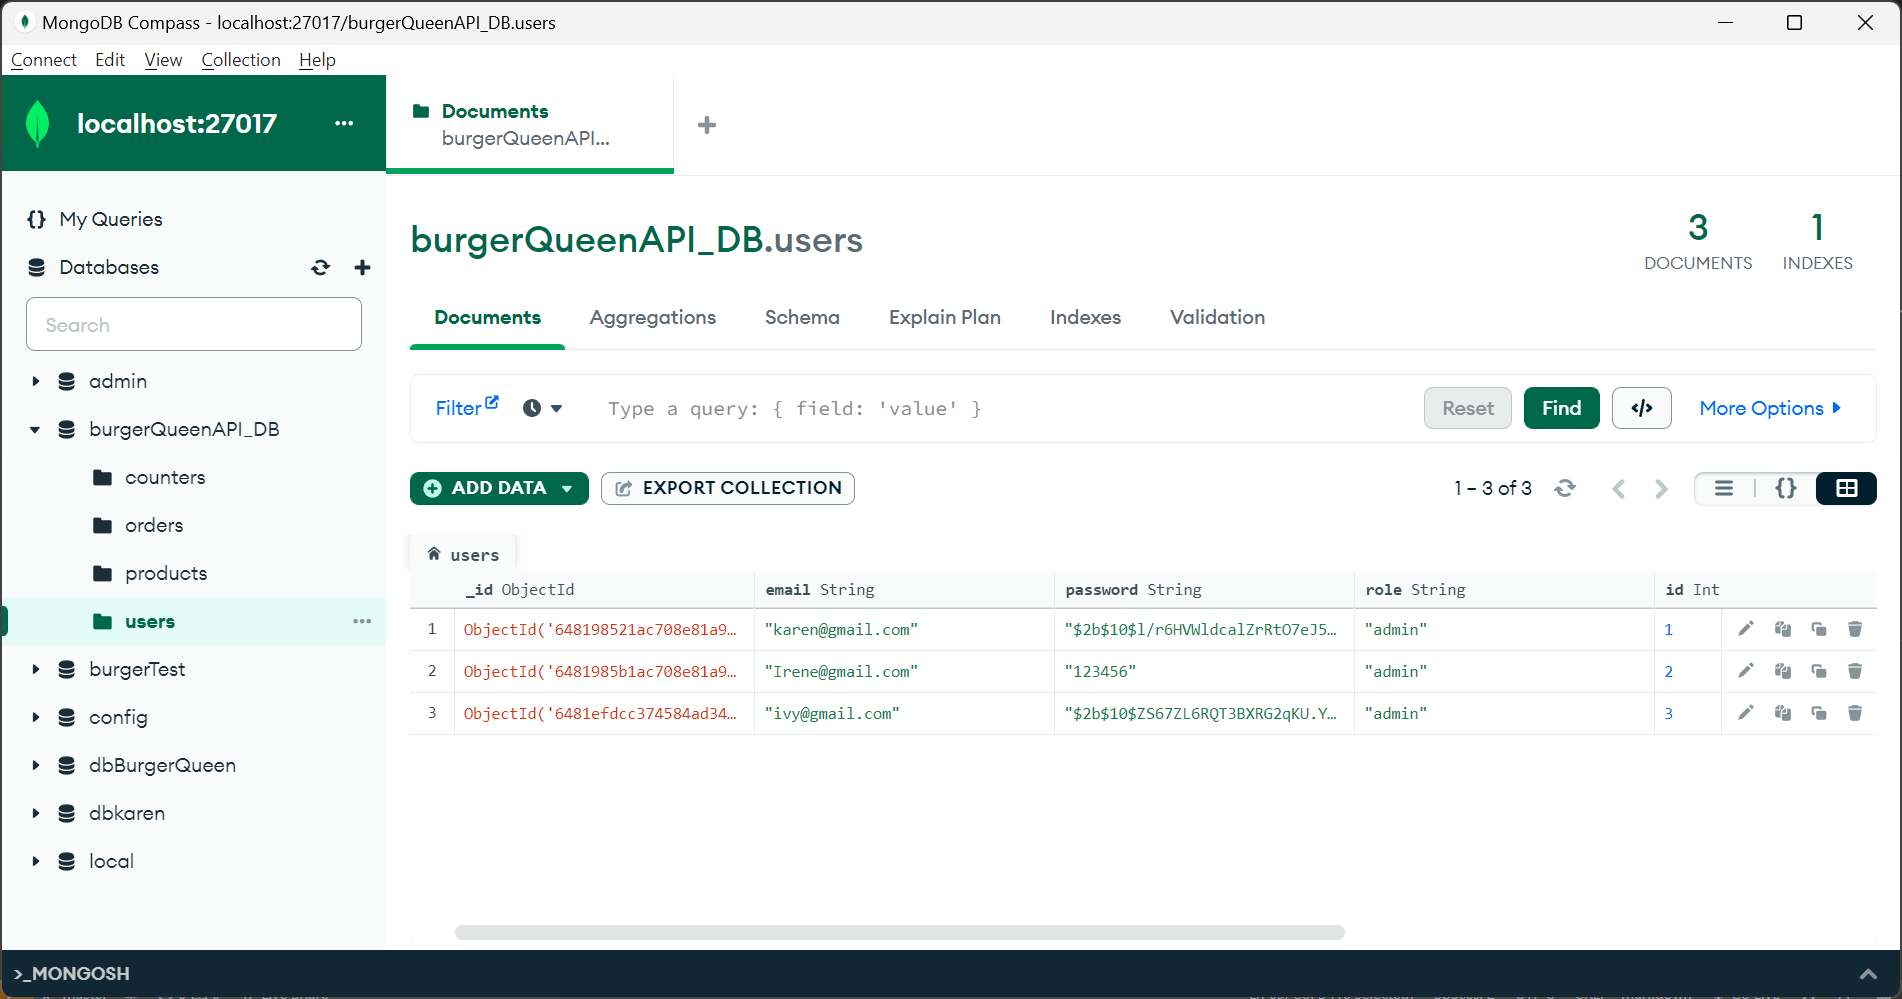 MongoDB Compass - localhost:27017/burgerQueenAPI_DB.users
Connect Edit View Collection Help
localhost:27017 ...
Documents
burgerQueenAPI...
{} My Queries
Databases
Search
admin
burgerQueenAPI_DB
counters
orders
products
users
burgerTest
config
dbBurgerQueen
dbkaren
local
burgerQueenAPI_DB.users
3 DOCUMENTS
1 INDEXES
Documents Aggregations Schema Explain Plan Indexes Validation
Filter Type a query: { field: 'value' } Reset Find </> More Options
ADD DATA EXPORT COLLECTION 1 – 3 of 3 {}
users
_id ObjectId email String password String role String id Int
1 ObjectId('648198521ac708e81a9… "karen@gmail.com" "$2b$10$l/r6HVWldcalZrRtO7eJ5… "admin" 1
2 ObjectId('6481985b1ac708e81a9… "Irene@gmail.com" "123456" "admin" 2
3 ObjectId('6481efdcc374584ad34… "ivy@gmail.com" "$2b$10$ZS67ZL6RQT3BXRG2qKU.Y… "admin" 3
>_MONGOSH